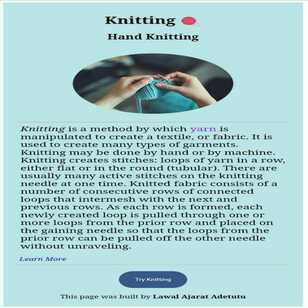 Knitting
Hand Knitting
Knitting is a method by which yarn is
manipulated to create a textile, or fabric. It is
used to create many types of garments.
Knitting may be done by hand or by machine.
Knitting creates stitches: loops of yarn in a row,
either flat or in the round (tubular). There are
usually many active stitches on the knitting
needle at one time. Knitted fabric consists of a
number of consecutive rows of connected
loops that intermesh with the next and
previous rows. As each row is formed, each
newly created loop is pulled through one or
more loops from the prior row and placed on
the gaining needle so that the loops from the
prior row can be pulled off the other needle
without unraveling.
Learn More
Try Knitting
This page was built by Lawal Ajarat Adetutu